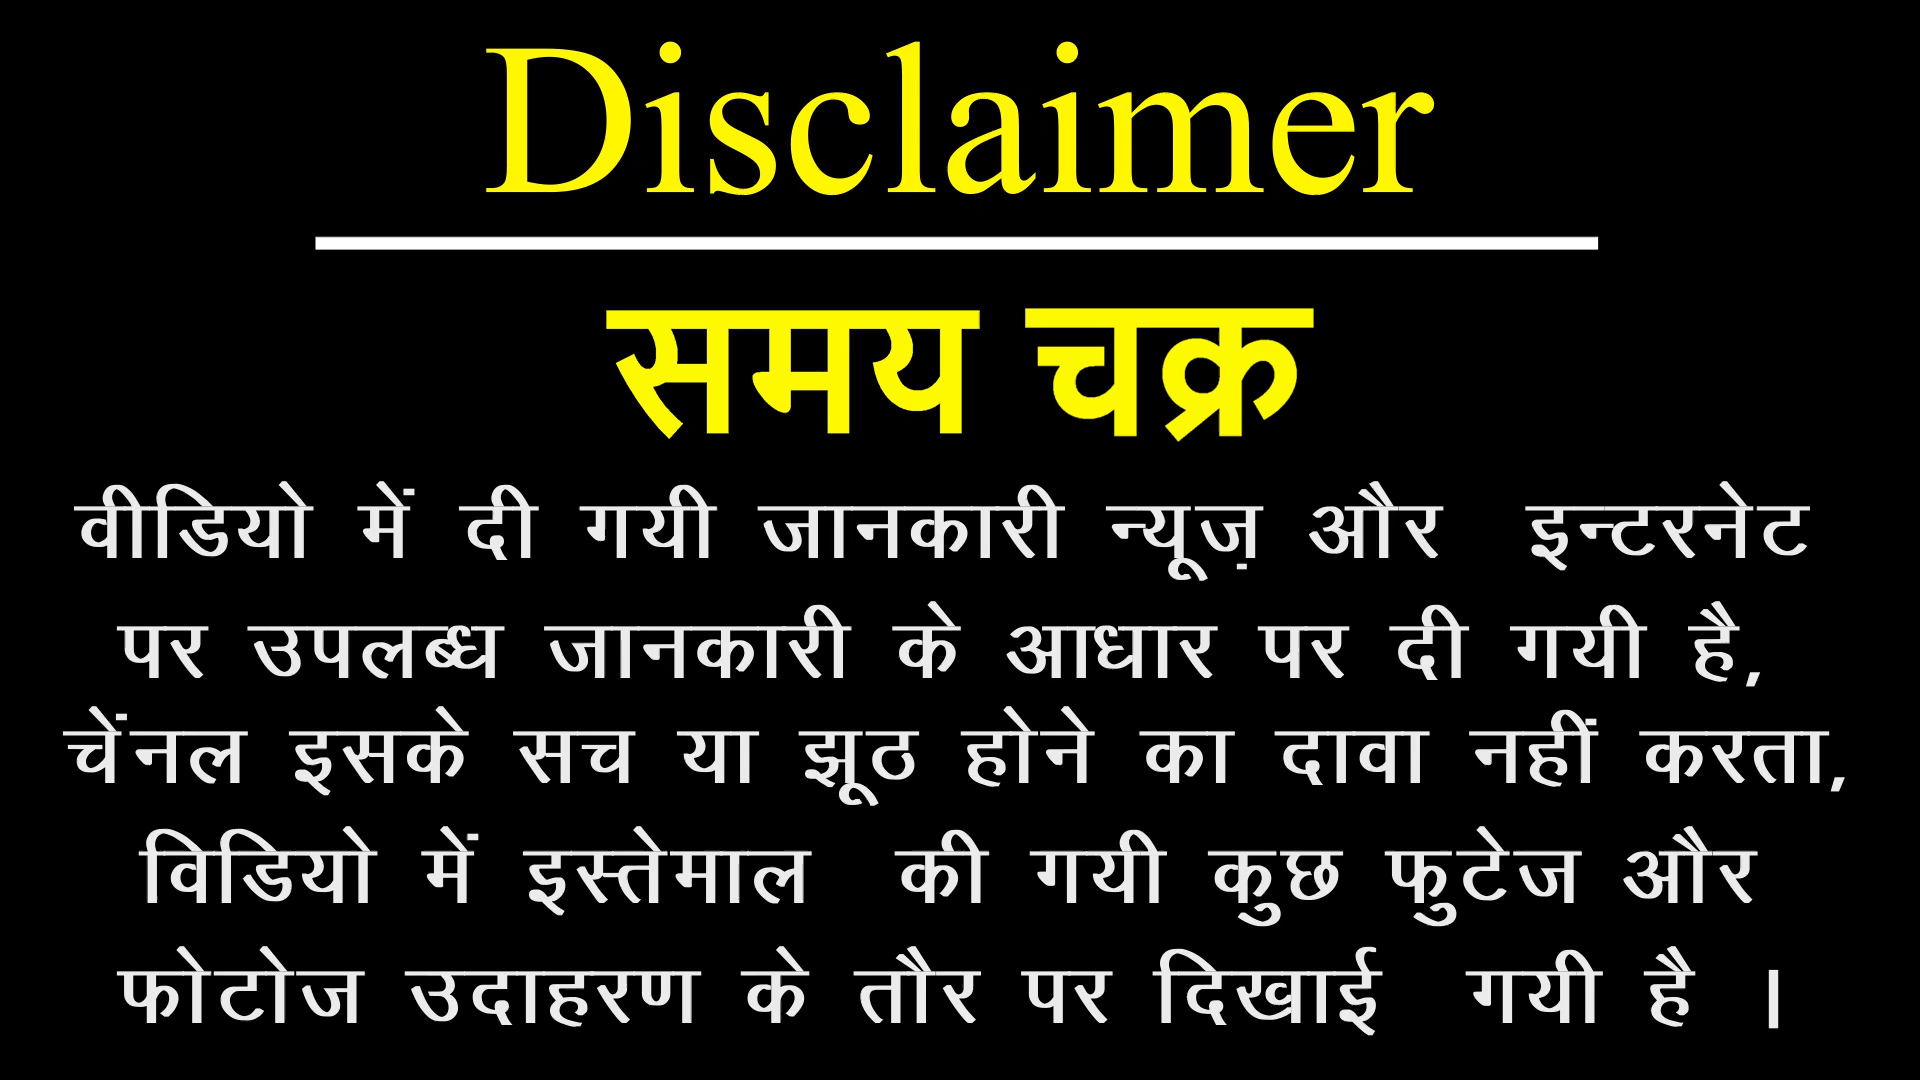 Disclaimer
समय चक्र
वीडियो में दी गयी जानकारी न्यूज़ और इन्टरनेट
पर उपलब्ध जानकारी के आधार पर दी गयी है,
चेंनल इसके सच या झूठ होने का दावा नहीं करता,
विडियो में इस्तेमाल की गयी कुछ फुटेज और
फोटोज उदाहरण के तौर पर दिखाई गयी है ।